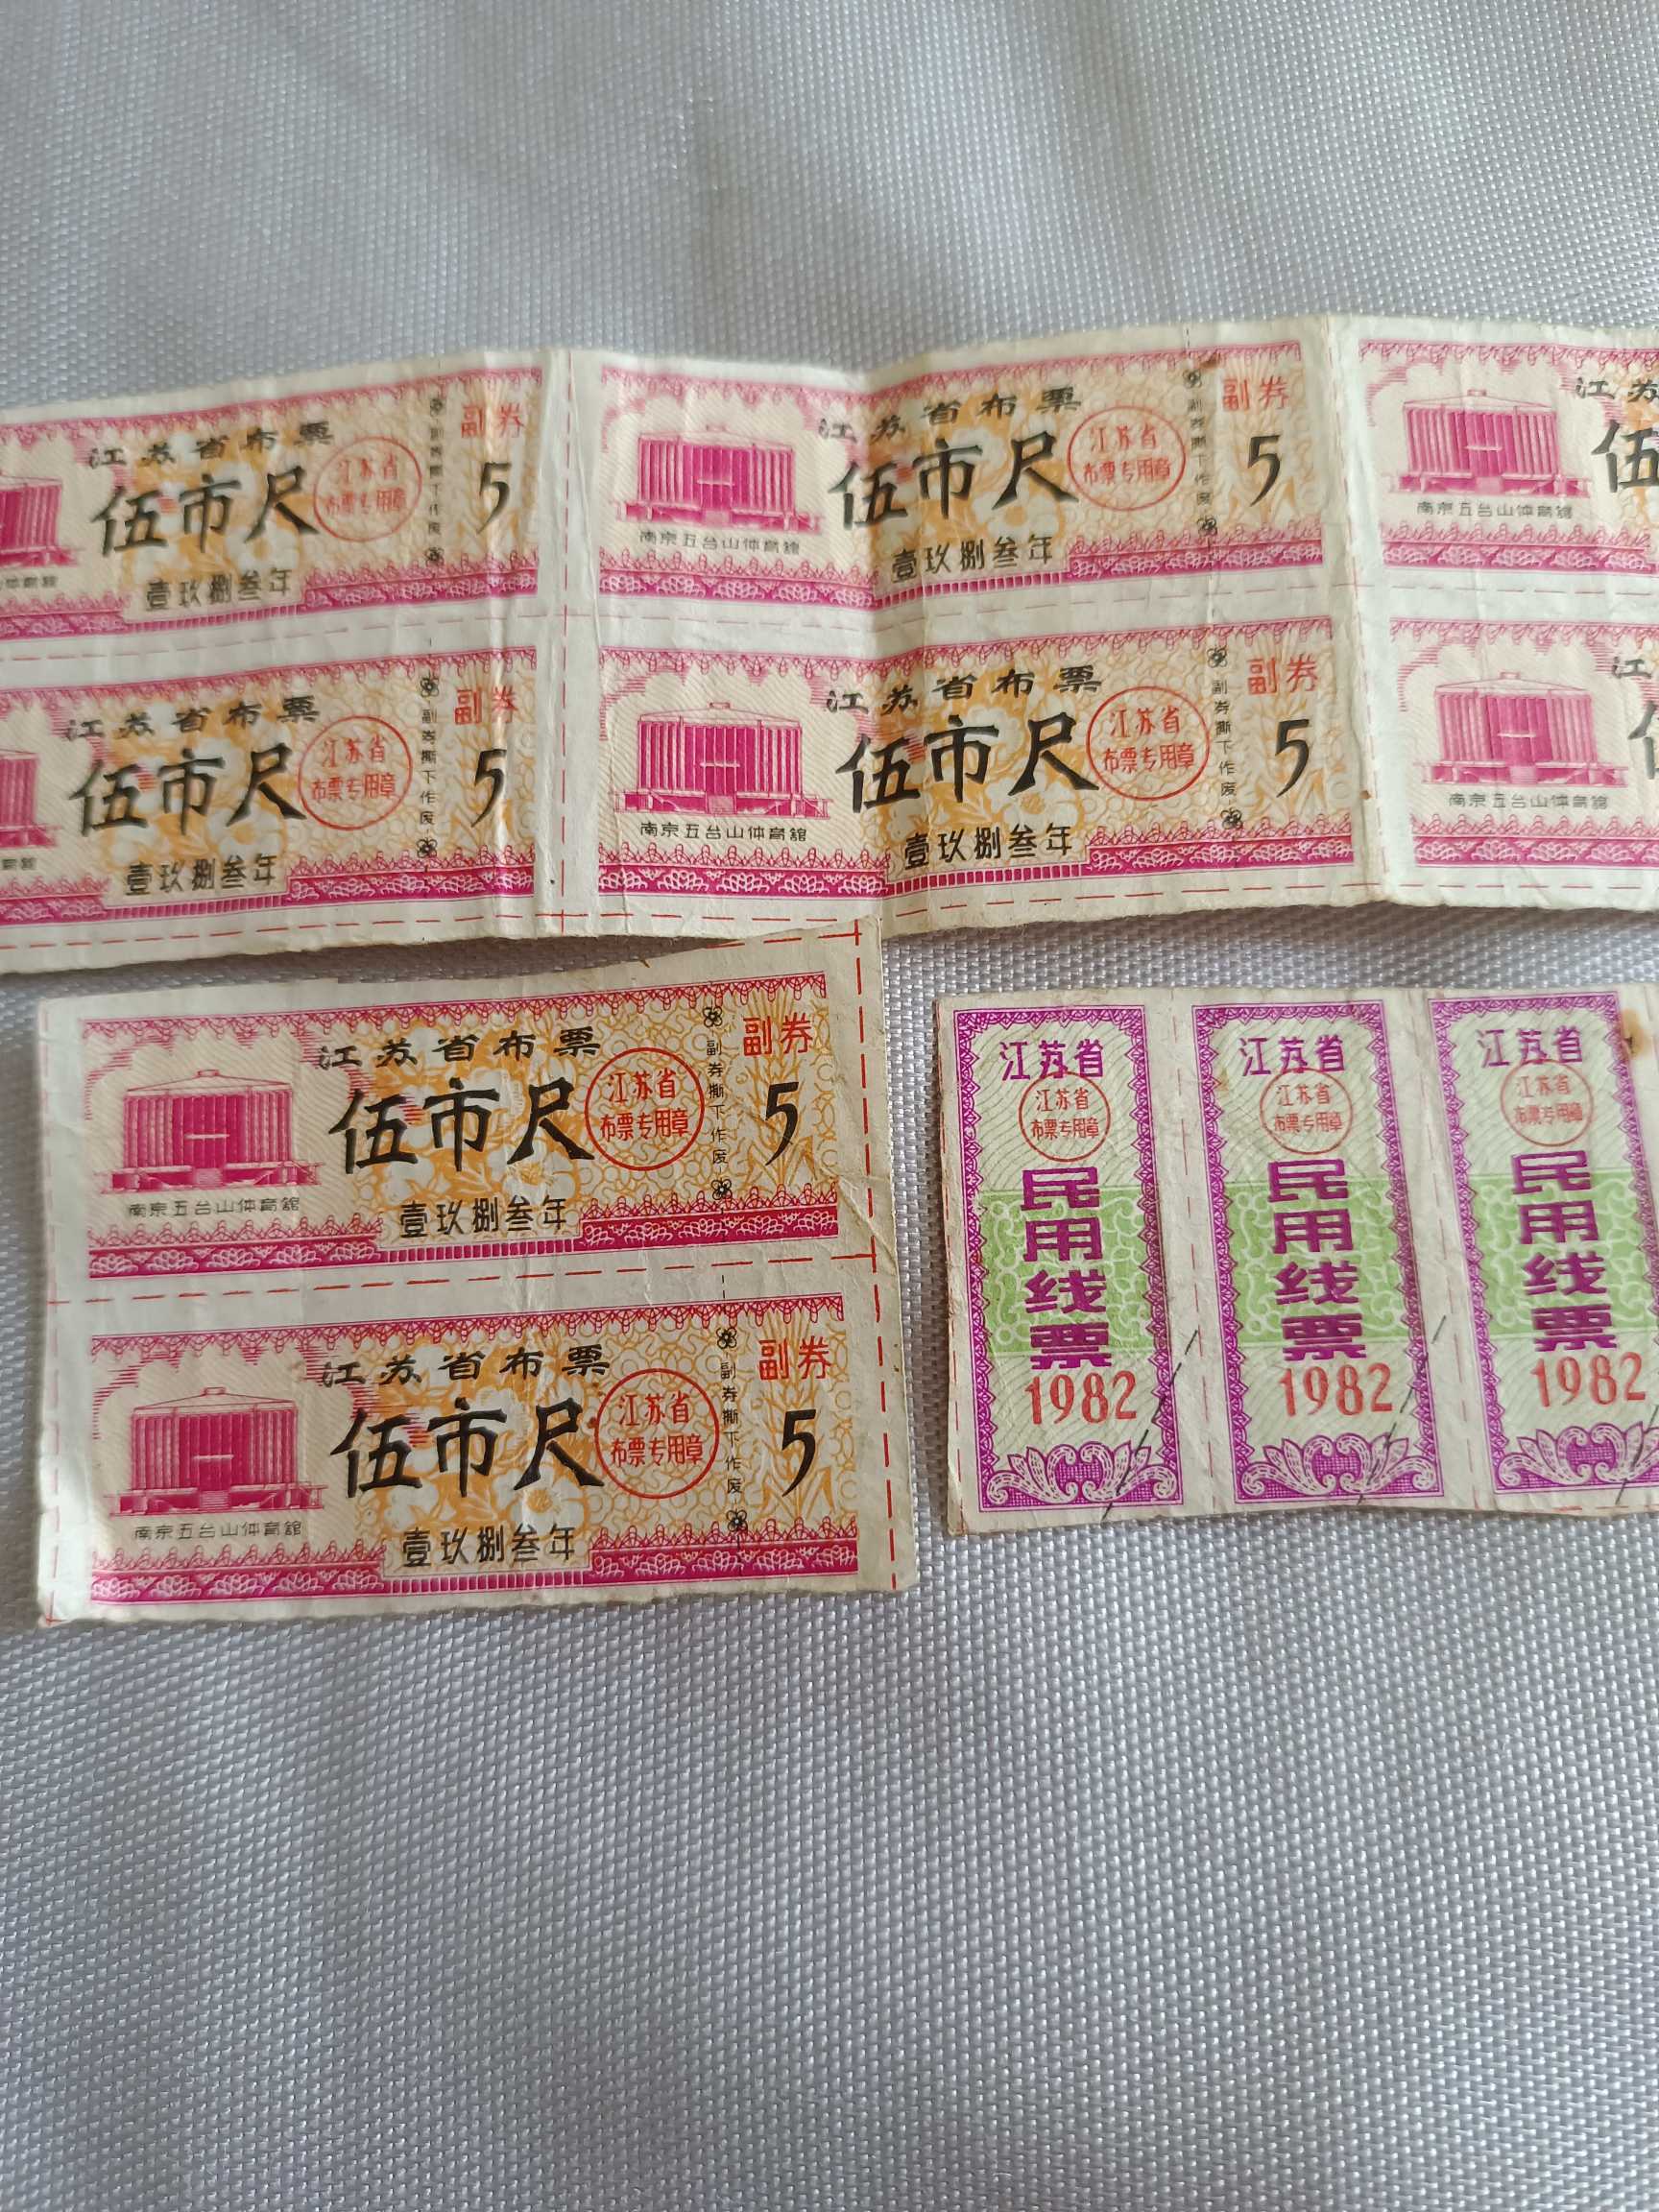 江苏省布票
伍市尺
江苏省
布票专用章
壹玖捌叁年
副券撕下作废
副券
5
江苏省布票
伍市尺
江苏省
布票专用章
南京五台山体育馆
壹玖捌叁年
副券撕下作废
副券
5
江苏
伍
南京五台山体育馆
江苏省布票
伍市尺
江苏省
布票专用章
壹玖捌叁年
副券撕下作废
副券
5
江苏省布票
伍市尺
江苏省
布票专用章
南京五台山体育馆
壹玖捌叁年
副券撕下作废
副券
5
江
南京五台山体育馆
江苏省布票
伍市尺
江苏省
布票专用章
南京五台山体育馆
壹玖捌叁年
副券撕下作废
副券
5
江苏省布票
伍市尺
江苏省
布票专用章
南京五台山体育馆
壹玖捌叁年
副券撕下作废
副券
5
江苏省
江苏省
布票专用章
民用线票
1982
江苏省
江苏省
布票专用章
民用线票
1982
江苏省
江苏省
布票专用章
民用线票
1982